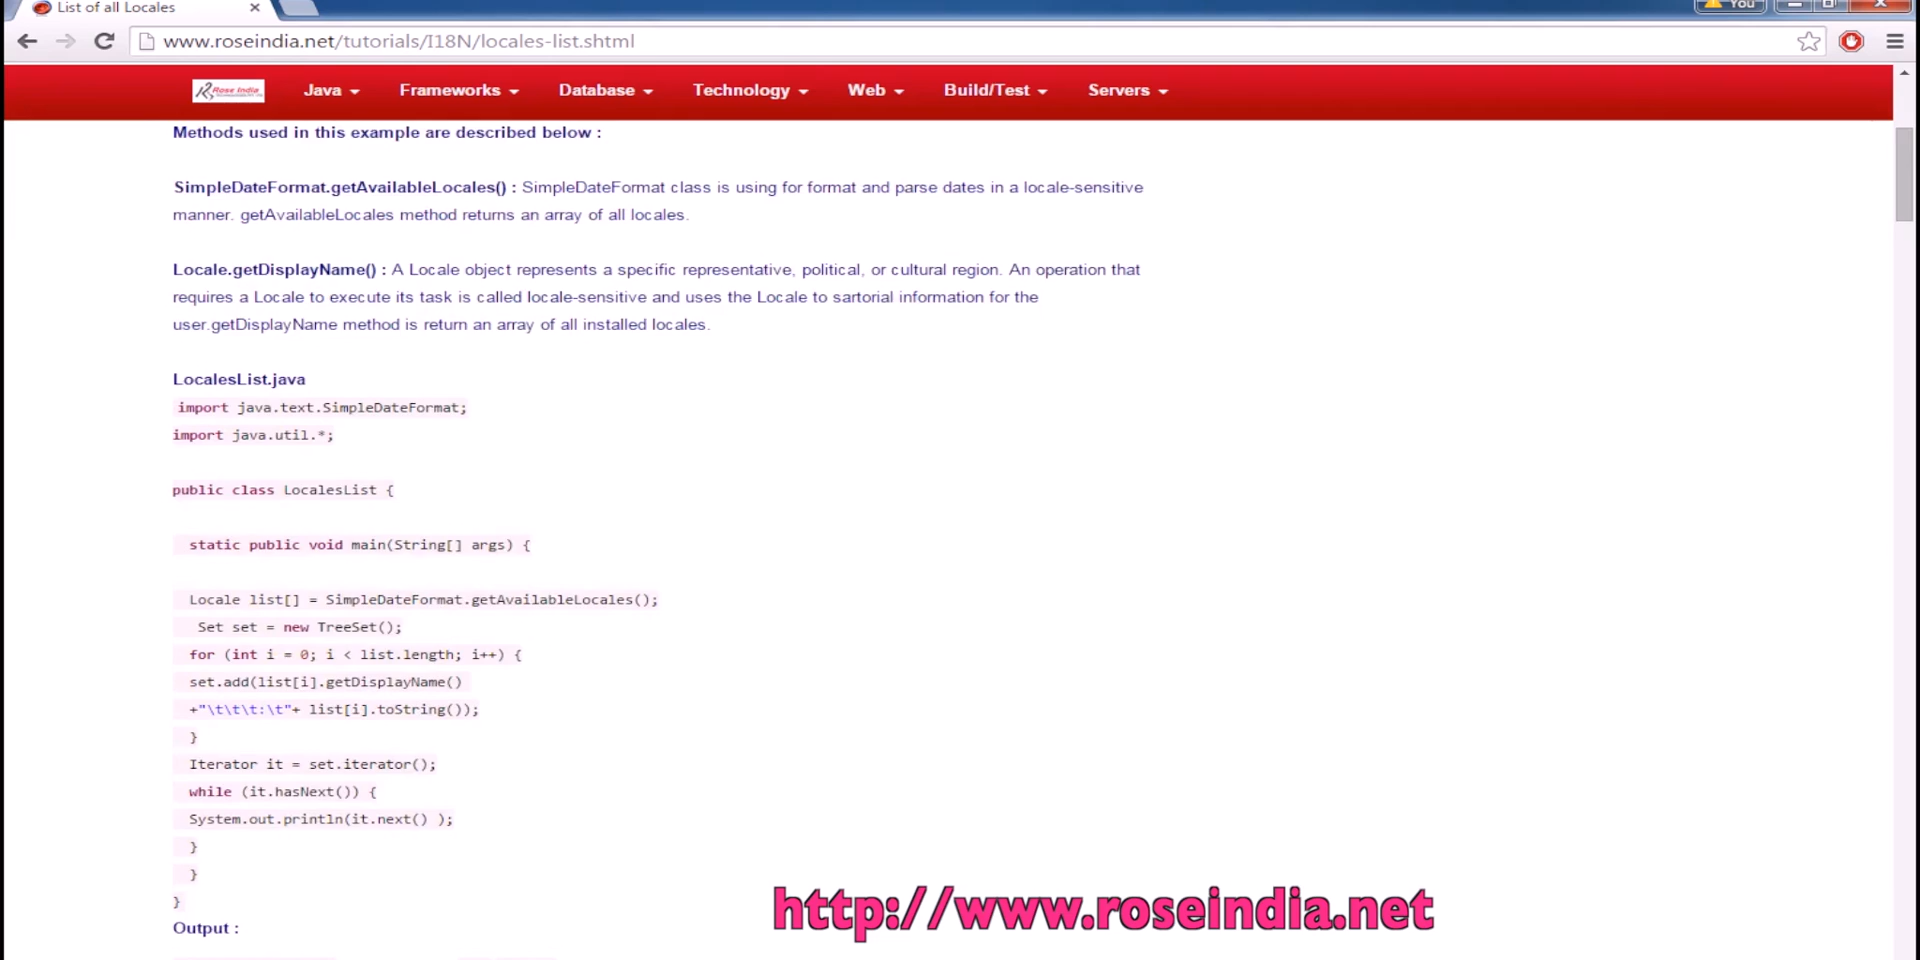 List of all Locales
You
www.roseindia.net/tutorials/I18N/locales-list.shtml
Rose India
Java
Frameworks
Database
Technology
Web
Build/Test
Servers
Methods used in this example are described below :
SimpleDateFormat.getAvailableLocales() : SimpleDateFormat class is using for format and parse dates in a locale-sensitive
manner. getAvailableLocales method returns an array of all locales.
Locale.getDisplayName() : A Locale object represents a specific representative, political, or cultural region. An operation that
requires a Locale to execute its task is called locale-sensitive and uses the Locale to sartorial information for the
user.getDisplayName method is return an array of all installed locales.
LocalesList.java
import java.text.SimpleDateFormat;
import java.util.*;
public class LocalesList {
static public void main(String[] args) {
Locale list[] = SimpleDateFormat.getAvailableLocales();
Set set = new TreeSet();
for (int i = 0; i < list.length; i++) {
set.add(list[i].getDisplayName()
+"\t\t\t:\t"+ list[i].toString());
}
Iterator it = set.iterator();
while (it.hasNext()) {
System.out.println(it.next() );
}
}
}
Output :
http://www.roseindia.net